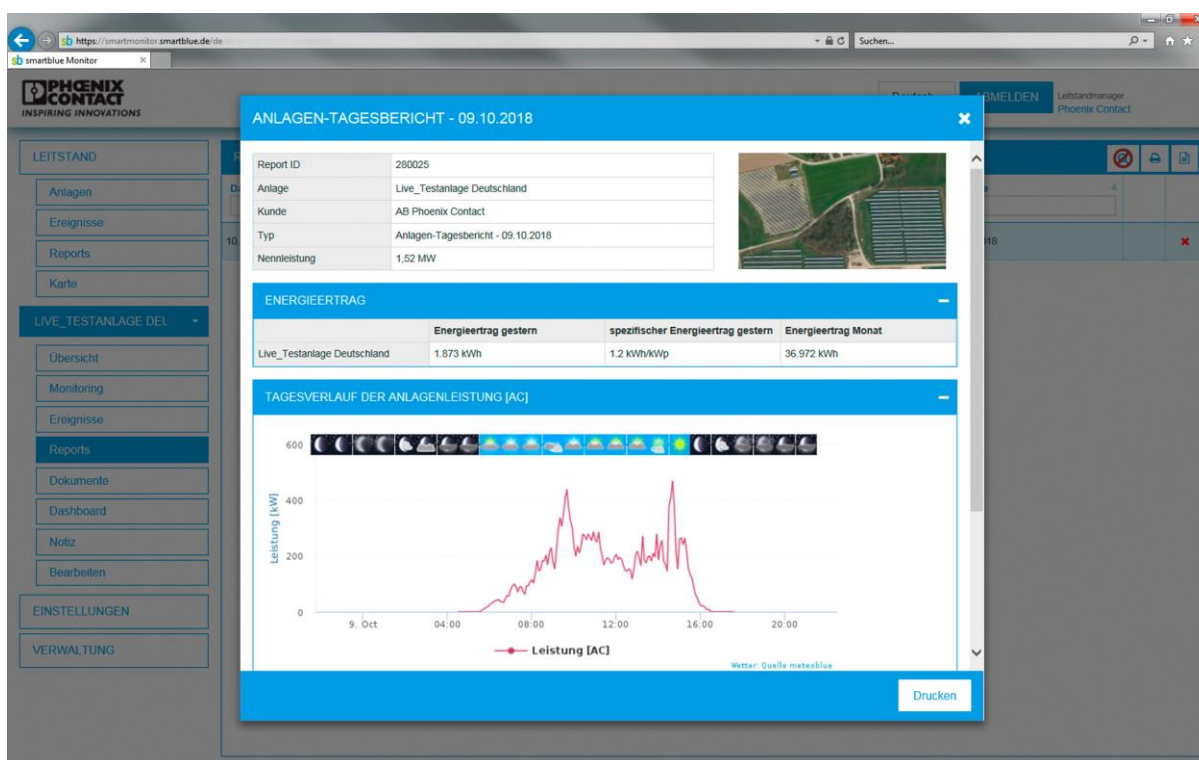 https://smartmonitor.smartblue.de/de
Suchen...
sb smartblue Monitor
PHŒNIX
CONTACT
INSPIRING INNOVATIONS
Deutsch
ABMELDEN
Leitstandmanager
Phoenix Contact
LEITSTAND
Anlagen
Ereignisse
Reports
Karte
LIVE_TESTANLAGE DEU
Übersicht
Monitoring
Ereignisse
Reports
Dokumente
Dashboard
Notiz
Bearbeiten
EINSTELLUNGEN
VERWALTUNG
ANLAGEN-TAGESBERICHT - 09.10.2018
Report ID 280025
Anlage Live_Testanlage Deutschland
Kunde AB Phoenix Contact
Typ Anlagen-Tagesbericht - 09.10.2018
Nennleistung 1,52 MW
ENERGIEERTRAG
Energieertrag gestern spezifischer Energieertrag gestern Energieertrag Monat
Live_Testanlage Deutschland 1.873 kWh 1.2 kWh/kWp 36.972 kWh
TAGESVERLAUF DER ANLAGENLEISTUNG [AC]
600
400
200
0
Leistung [kW]
9. Oct 04:00 08:00 12:00 16:00 20:00
Leistung [AC]
Wetter: Quelle meteoblue
Drucken